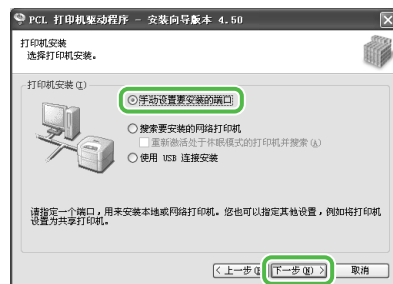 PCL 打印机驱动程序 - 安装向导版本 4.50
打印机安装
选择打印机安装。
打印机安装(I)
手动设置要安装的端口
搜索要安装的网络打印机
重新激活处于休眠模式的打印机并搜索(A)
使用 USB 连接安装
请指定一个端口，用来安装本地或网络打印机。您也可以指定其他设置，例如将打印机
设置为共享打印机。
< 上一步(B) 下一步(N) > 取消